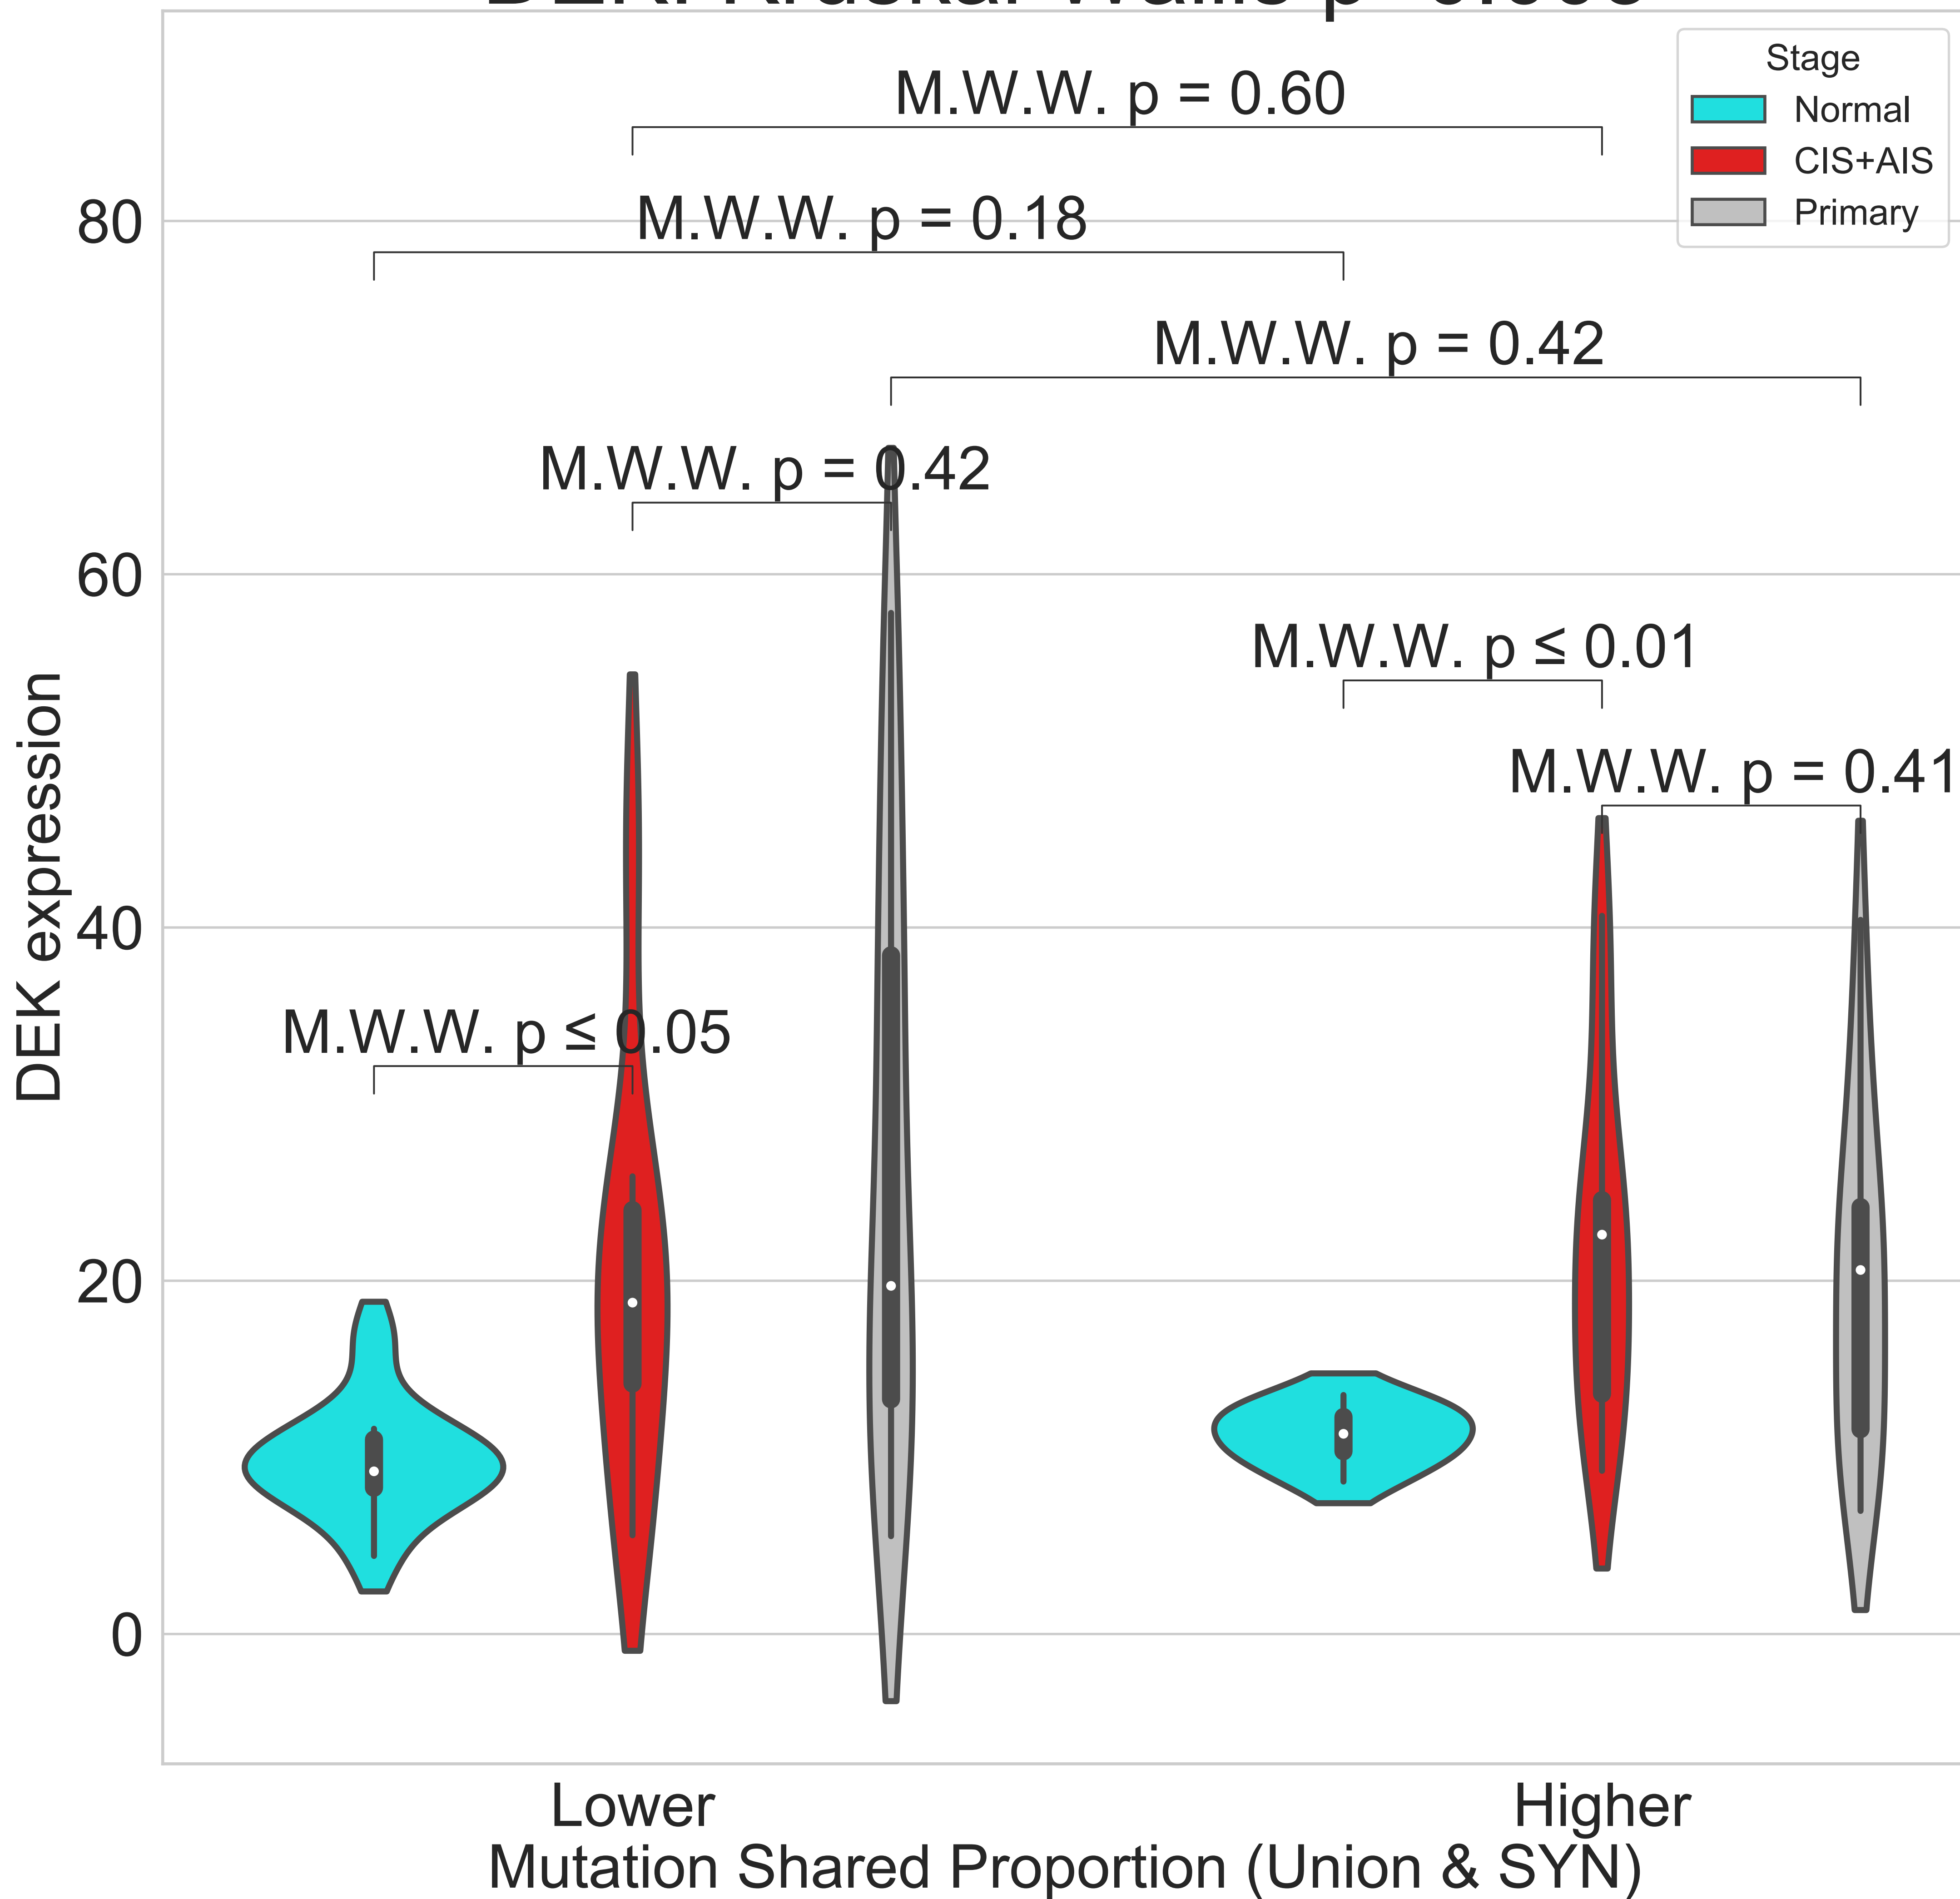 M.W.W. p = 0.60
Stage
Normal
CIS+AIS
Primary
M.W.W. p = 0.18
M.W.W. p = 0.42
M.W.W. p = 0.42
M.W.W. p ≤ 0.01
M.W.W. p = 0.41
M.W.W. p ≤ 0.05
DEK expression
80
60
40
20
0
Lower
Higher
Mutation Shared Proportion (Union & SYN)